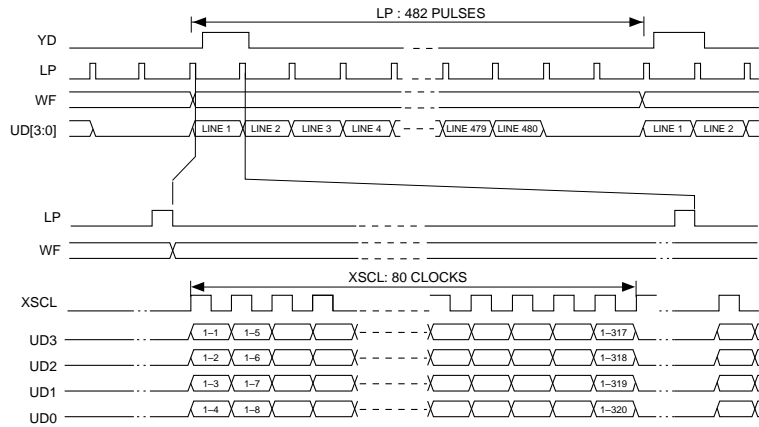 LP : 482 PULSES
YD
LP
WF
UD[3:0] LINE 1 LINE 2 LINE 3 LINE 4 LINE 479 LINE 480 LINE 1 LINE 2
LP
WF
XSCL: 80 CLOCKS
XSCL
UD3 1–1 1–5 1–317
UD2 1–2 1–6 1–318
UD1 1–3 1–7 1–319
UD0 1–4 1–8 1–320